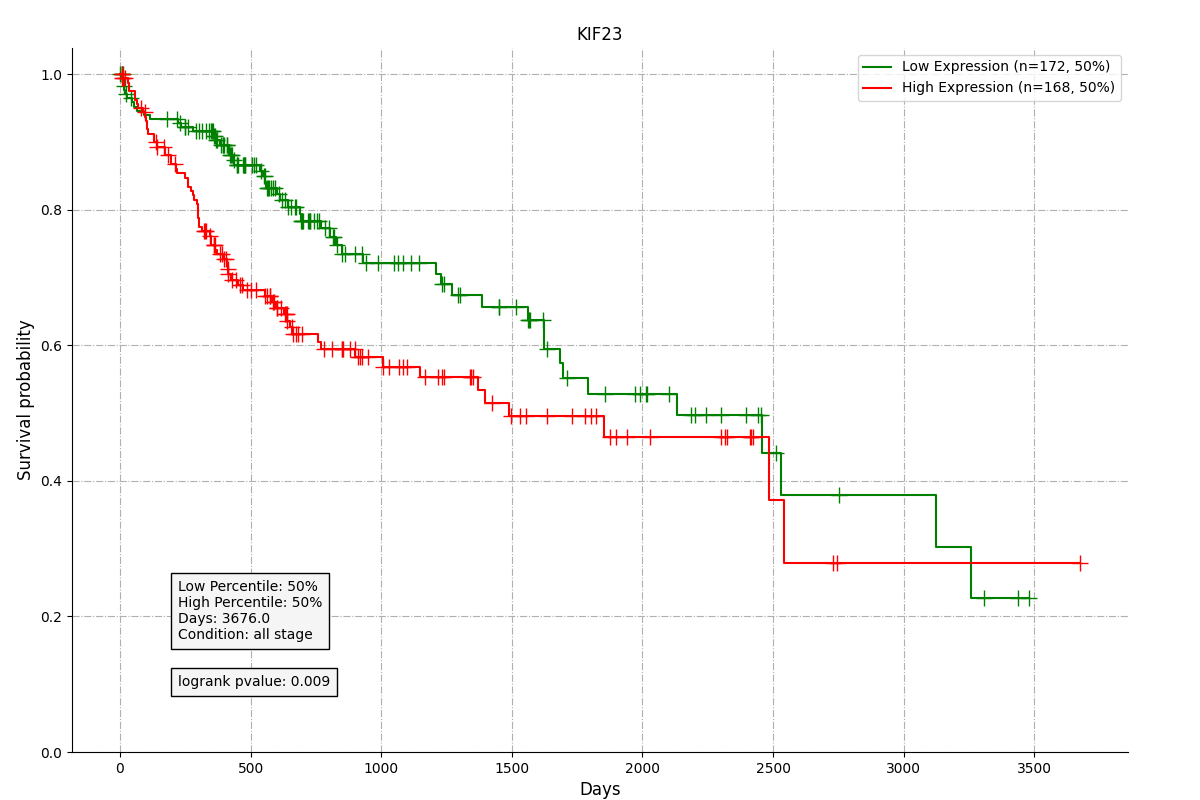 KIF23
Low Expression (n=172, 50%)
High Expression (n=168, 50%)
1.0
0.8
0.6
0.4
0.2
0.0
Survival probability
Low Percentile: 50%
High Percentile: 50%
Days: 3676.0
Condition: all stage
logrank pvalue: 0.009
0 500 1000 1500 2000 2500 3000 3500
Days